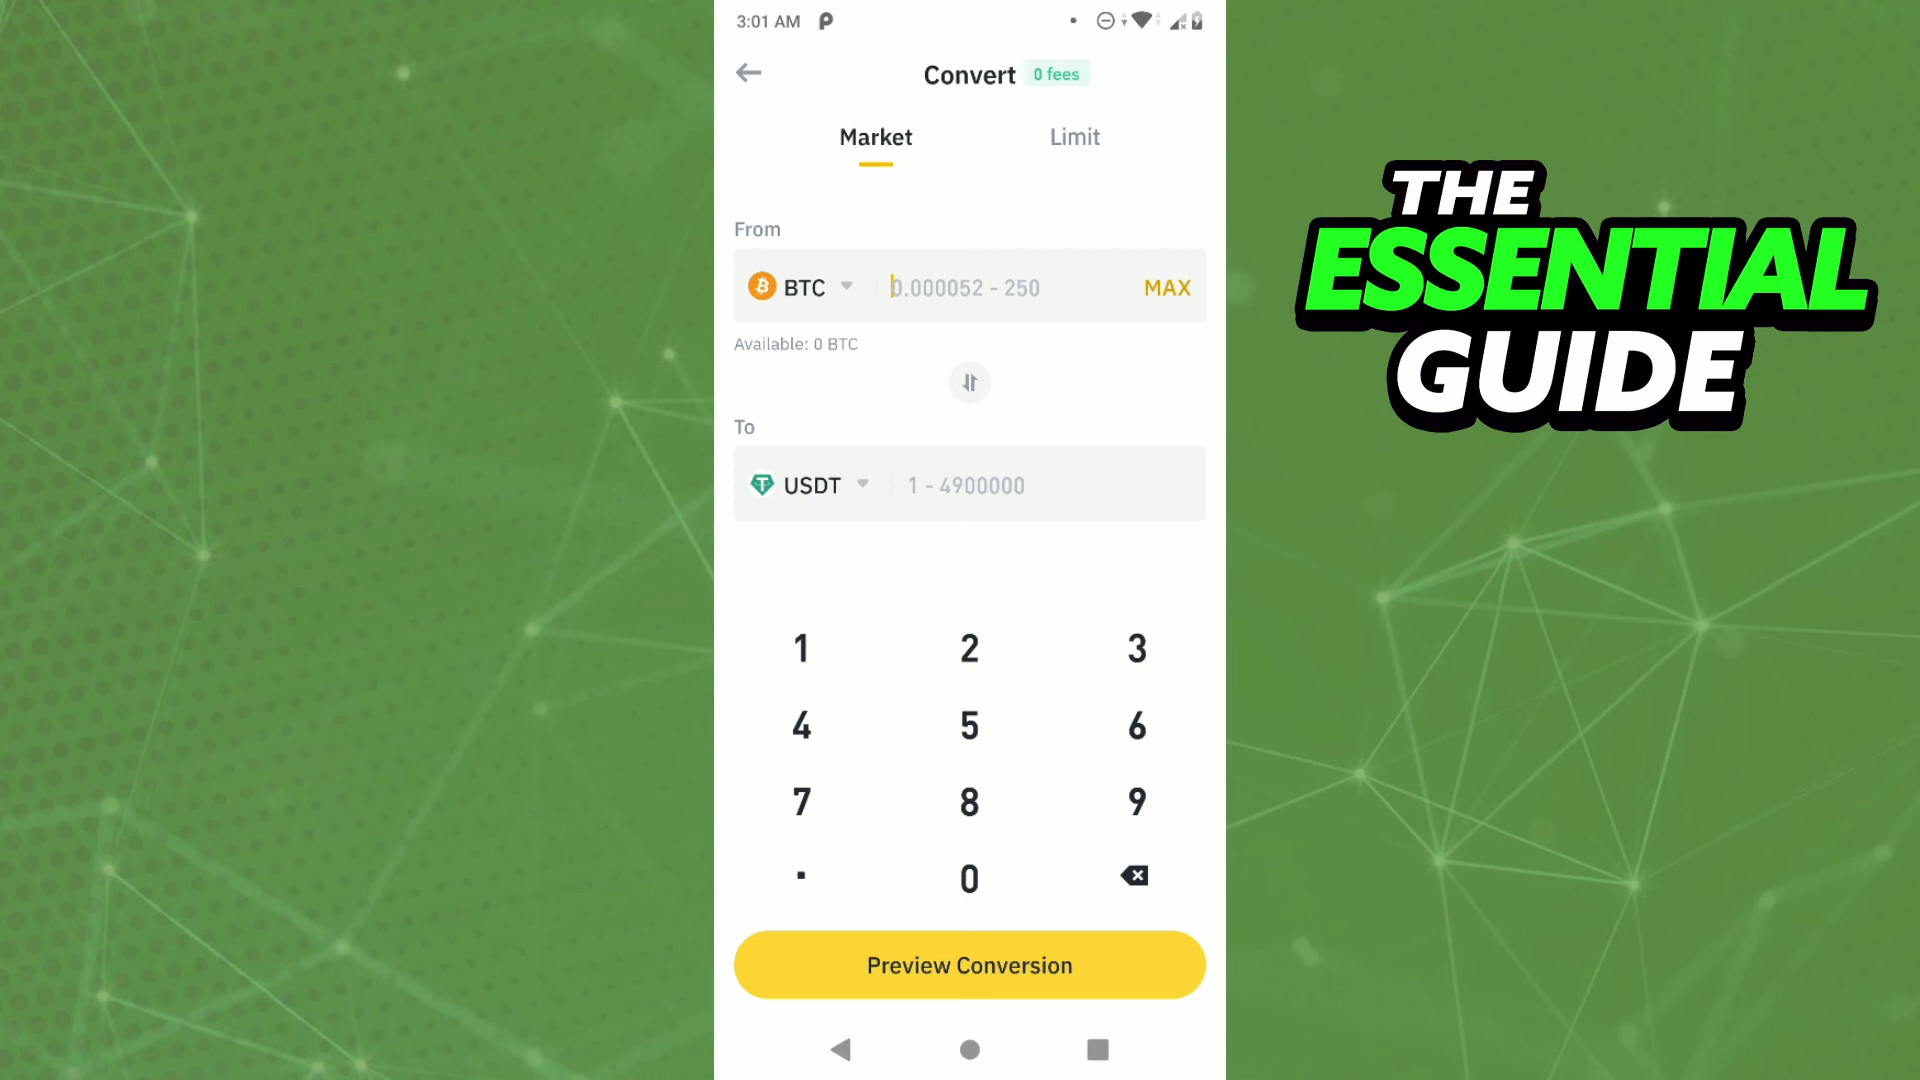 3:01 AM
Convert 0 fees
Market Limit
From
BTC 0.000052 - 250 MAX
Available: 0 BTC
To
USDT 1 - 4900000
1 2 3
4 5 6
7 8 9
. 0
Preview Conversion
THE
ESSENTIAL
GUIDE